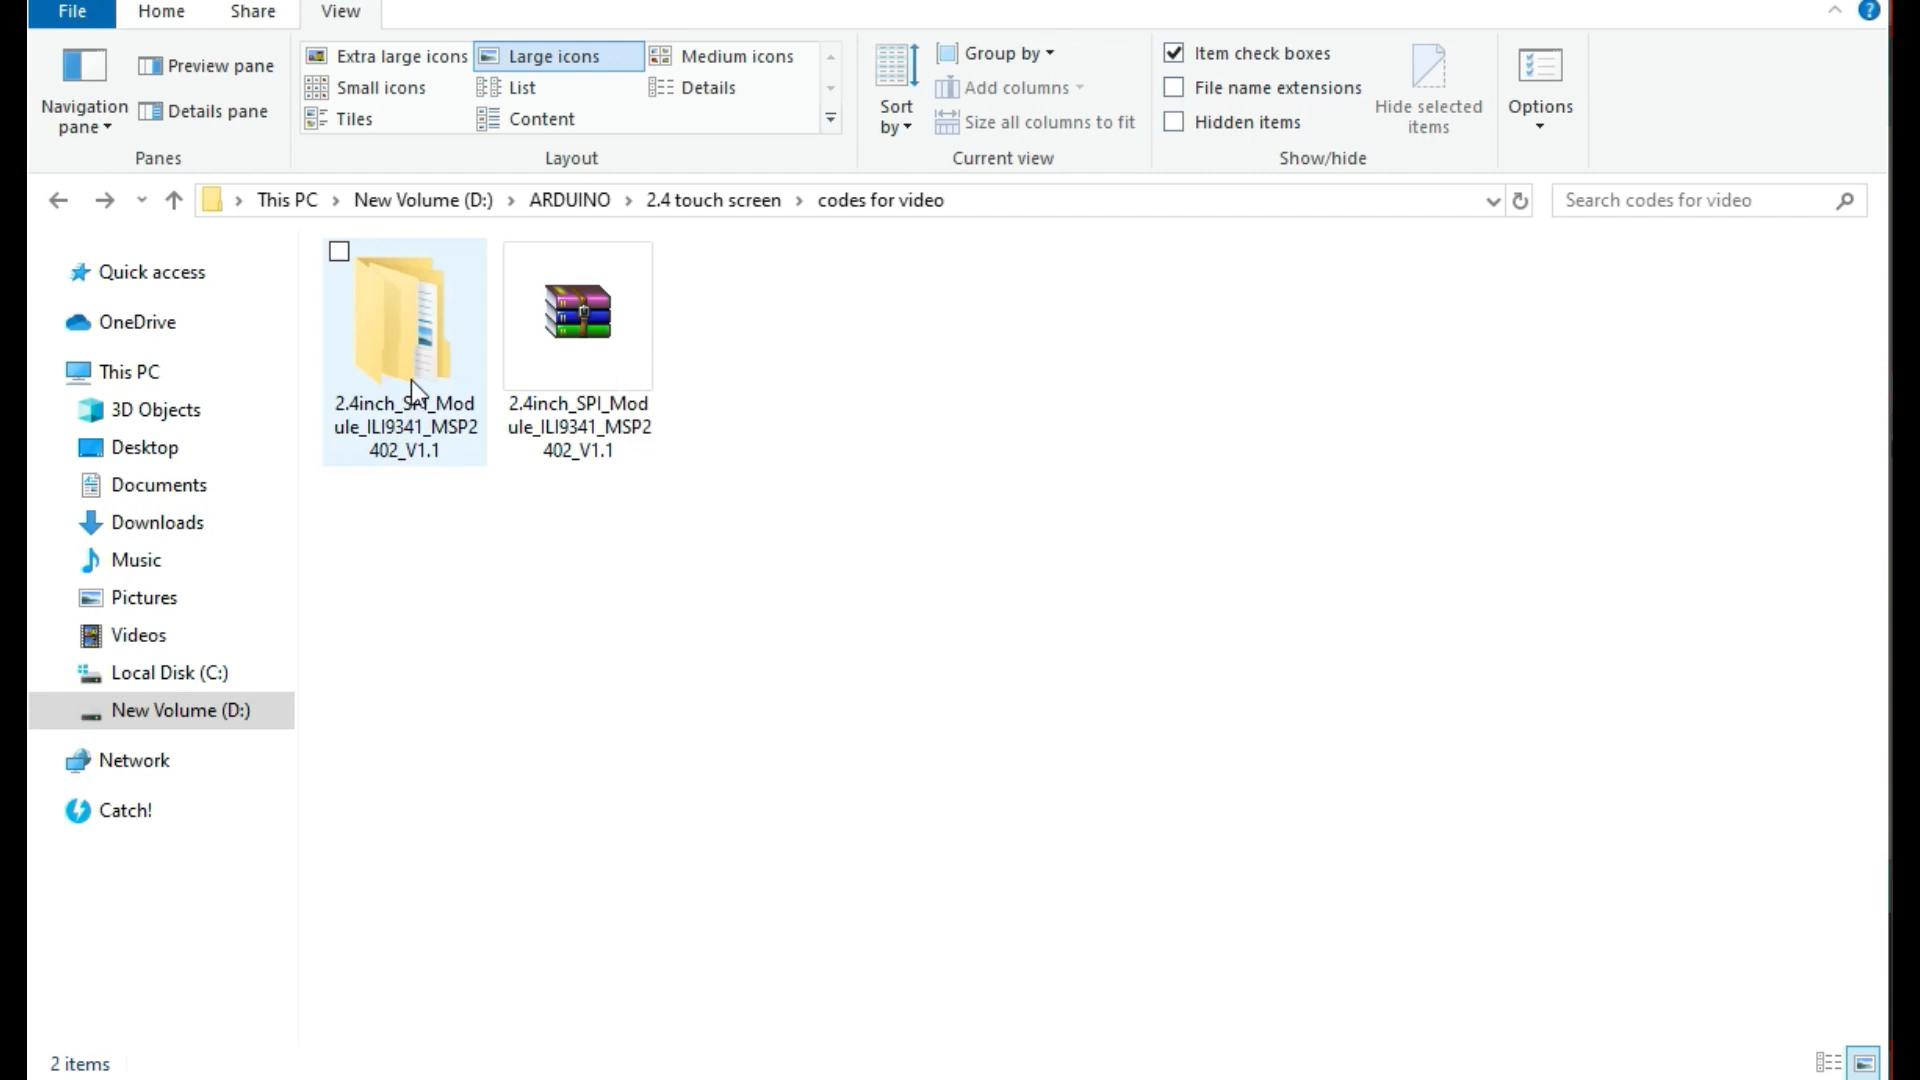 File Home Share View
Extra large icons Large icons Medium icons
Small icons List Details
Tiles Content
Layout
Navigation pane
Preview pane
Details pane
Panes
Sort by
Group by
Add columns
Size all columns to fit
Current view
Item check boxes
File name extensions
Hidden items
Hide selected items
Show/hide
Options
This PC New Volume (D:) ARDUINO 2.4 touch screen codes for video
Search codes for video
Quick access
OneDrive
This PC
3D Objects
Desktop
Documents
Downloads
Music
Pictures
Videos
Local Disk (C:)
New Volume (D:)
Network
Catch!
2.4inch_SPI_Mod
ule_ILI9341_MSP2
402_V1.1
2.4inch_SPI_Mod
ule_ILI9341_MSP2
402_V1.1
2 items